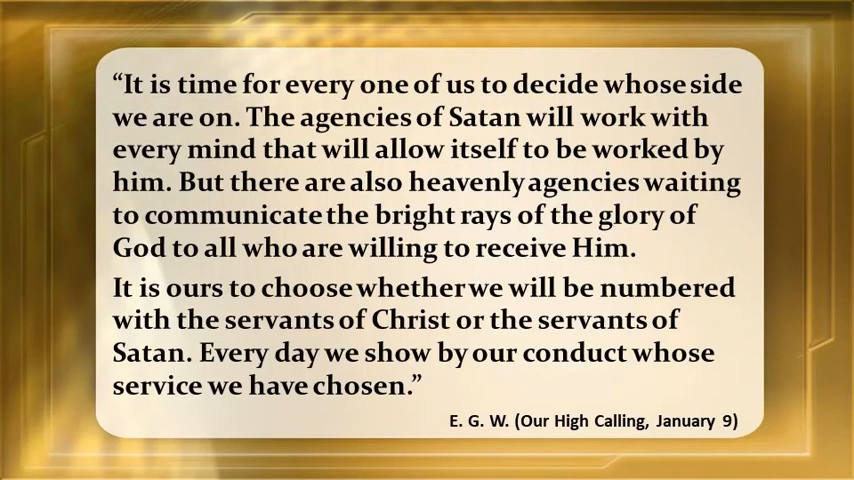 “It is time for every one of us to decide whose side
we are on. The agencies of Satan will work with
every mind that will allow itself to be worked by
him. But there are also heavenly agencies waiting
to communicate the bright rays of the glory of
God to all who are willing to receive Him.
It is ours to choose whether we will be numbered
with the servants of Christ or the servants of
Satan. Every day we show by our conduct whose
service we have chosen.”
E. G. W. (Our High Calling, January 9)